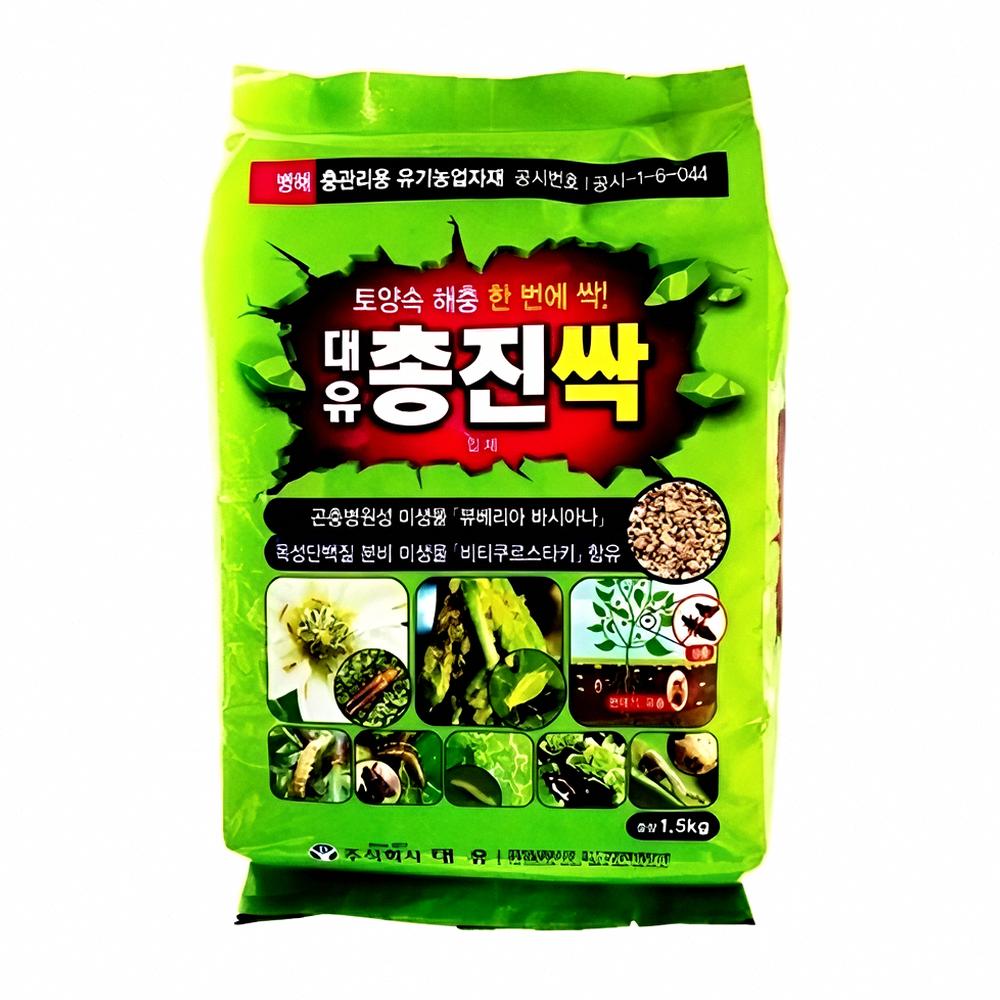 병해 충관리용 유기농업자재 공시번호 | 공시-1-6-044
토양속 해충 한 번에 싹!
대유 총진싹
입제
곤충병원성 미생물 「뷰베리아 바시아나」
독성단백질 분비 미생물 「비티쿠르스타키」 함유
중량 1.5kg
주식회사 대 유